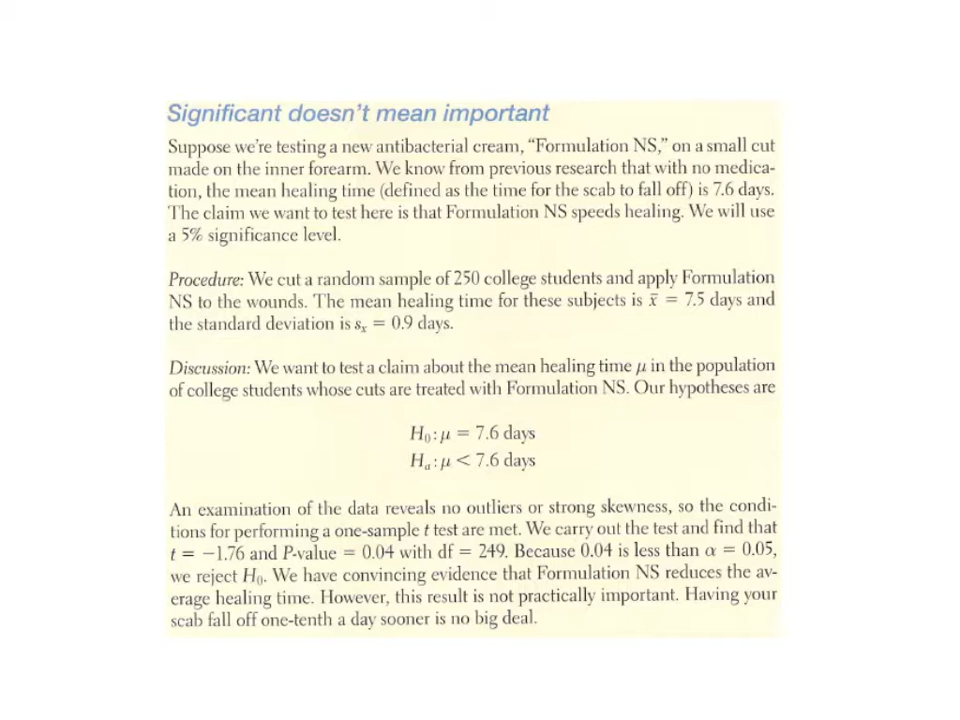 Significant doesn't mean important
Suppose we're testing a new antibacterial cream, "Formulation NS," on a small cut
made on the inner forearm. We know from previous research that with no medica-
tion, the mean healing time (defined as the time for the scab to fall off) is 7.6 days.
The claim we want to test here is that Formulation NS speeds healing. We will use
a 5% significance level.
Procedure: We cut a random sample of 250 college students and apply Formulation
NS to the wounds. The mean healing time for these subjects is x̄ = 7.5 days and
the standard deviation is sₓ = 0.9 days.
Discussion: We want to test a claim about the mean healing time μ in the population
of college students whose cuts are treated with Formulation NS. Our hypotheses are
H₀: μ = 7.6 days
Hₐ: μ < 7.6 days
An examination of the data reveals no outliers or strong skewness, so the condi-
tions for performing a one-sample t test are met. We carry out the test and find that
t = −1.76 and P-value = 0.04 with df = 249. Because 0.04 is less than α = 0.05,
we reject H₀. We have convincing evidence that Formulation NS reduces the av-
erage healing time. However, this result is not practically important. Having your
scab fall off one-tenth a day sooner is no big deal.